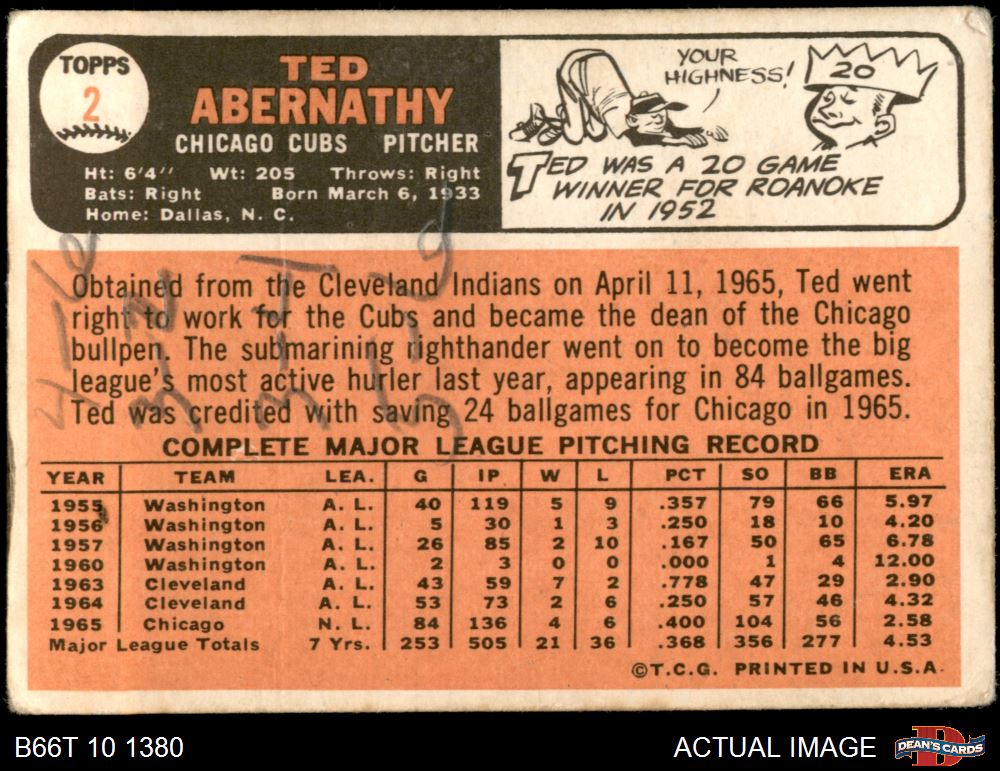 TOPPS
2
TED
ABERNATHY
CHICAGO CUBS PITCHER
Ht: 6'4" Wt: 205 Throws: Right
Bats: Right Born March 6, 1933
Home: Dallas, N. C.
YOUR
HIGHNESS!
20
TED WAS A 20 GAME
WINNER FOR ROANOKE
IN 1952
Obtained from the Cleveland Indians on April 11, 1965, Ted went
right to work for the Cubs and became the dean of the Chicago
bullpen. The submarining righthander went on to become the big
league's most active hurler last year, appearing in 84 ballgames.
Ted was credited with saving 24 ballgames for Chicago in 1965.
COMPLETE MAJOR LEAGUE PITCHING RECORD
YEAR TEAM LEA. G IP W L PCT SO BB ERA
1955 Washington A. L. 40 119 5 9 .357 79 66 5.97
1956 Washington A. L. 5 30 1 3 .250 18 10 4.20
1957 Washington A. L. 26 85 2 10 .167 50 65 6.78
1960 Washington A. L. 2 3 0 0 .000 1 4 12.00
1963 Cleveland A. L. 43 59 7 2 .778 47 29 2.90
1964 Cleveland A. L. 53 73 2 6 .250 57 46 4.32
1965 Chicago N. L. 84 136 4 6 .400 104 56 2.58
Major League Totals 7 Yrs. 253 505 21 36 .368 356 277 4.53
©T.C.G. PRINTED IN U.S.A.
B66T 10 1380
ACTUAL IMAGE
DEAN'S CARDS